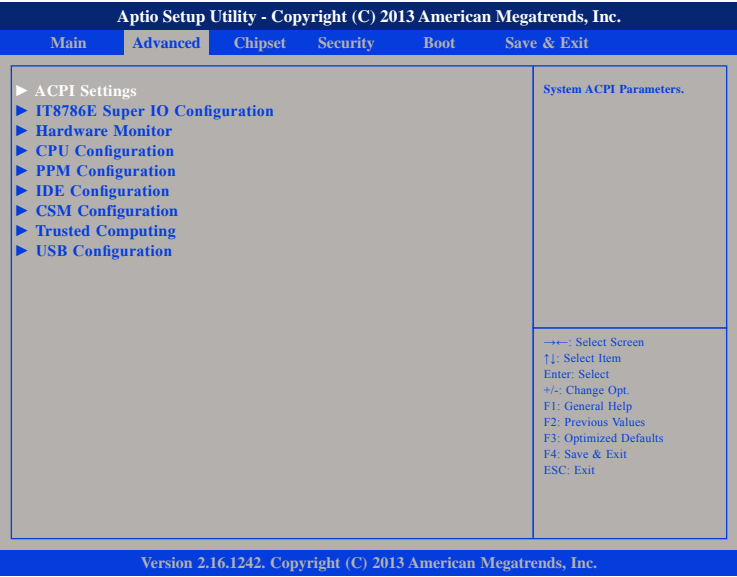 Aptio Setup Utility - Copyright (C) 2013 American Megatrends, Inc.
Main Advanced Chipset Security Boot Save & Exit
► ACPI Settings
► IT8786E Super IO Configuration
► Hardware Monitor
► CPU Configuration
► PPM Configuration
► IDE Configuration
► CSM Configuration
► Trusted Computing
► USB Configuration
System ACPI Parameters.
→←: Select Screen
↑↓: Select Item
Enter: Select
+/-: Change Opt.
F1: General Help
F2: Previous Values
F3: Optimized Defaults
F4: Save & Exit
ESC: Exit
Version 2.16.1242. Copyright (C) 2013 American Megatrends, Inc.